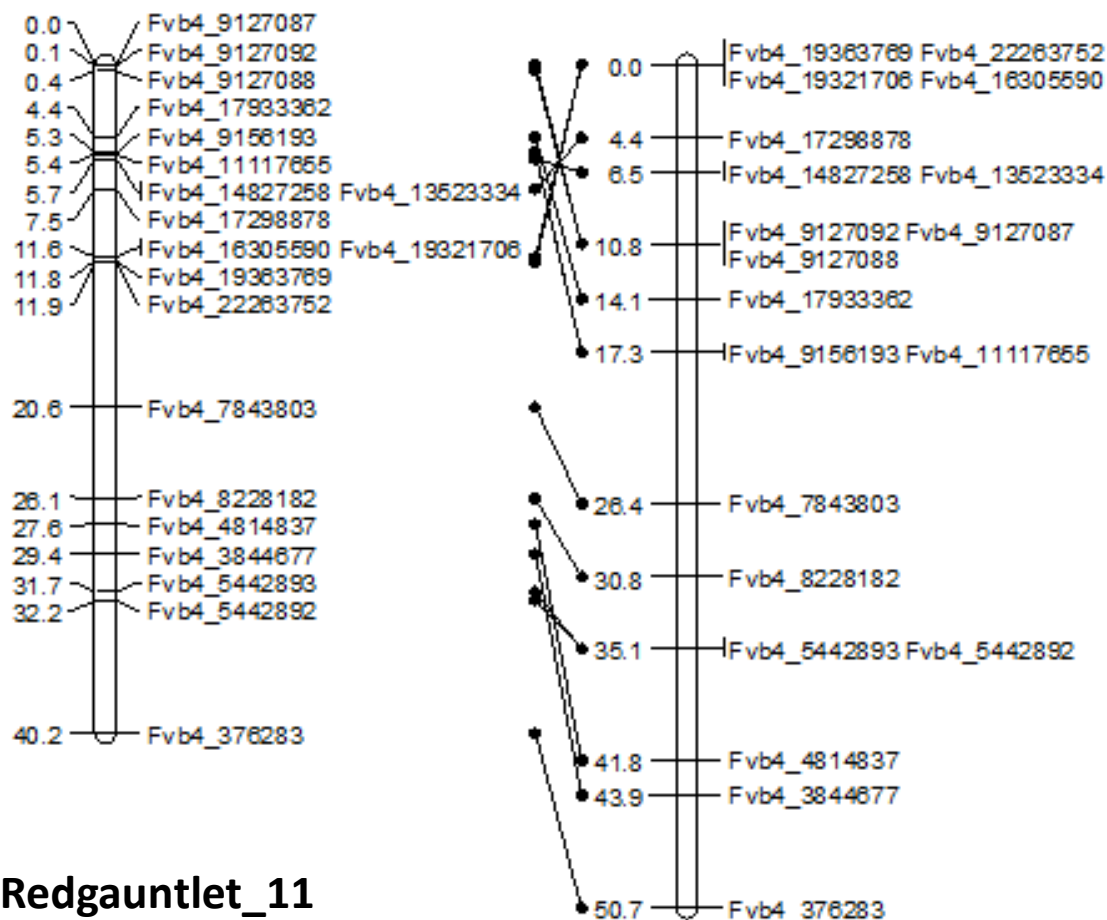 0.0 Fvb4_9127087
0.1 Fvb4_9127092
0.4 Fvb4_9127088
4.4 Fvb4_17933362
5.3 Fvb4_9156193
5.4 Fvb4_11117655
5.7 Fvb4_14827258 Fvb4_13523334
7.5 Fvb4_17298878
11.6 Fvb4_16305590 Fvb4_19321706
11.8 Fvb4_19363769
11.9 Fvb4_22263752
20.6 Fvb4_7843803
26.1 Fvb4_8228182
27.6 Fvb4_4814837
29.4 Fvb4_3844677
31.7 Fvb4_5442893
32.2 Fvb4_5442892
40.2 Fvb4_376283
Redgauntlet_11
0.0 Fvb4_19363769 Fvb4_22263752
Fvb4_19321706 Fvb4_16305590
4.4 Fvb4_17298878
6.5 Fvb4_14827258 Fvb4_13523334
10.8 Fvb4_9127092 Fvb4_9127087
Fvb4_9127088
14.1 Fvb4_17933362
17.3 Fvb4_9156193 Fvb4_11117655
26.4 Fvb4_7843803
30.8 Fvb4_8228182
35.1 Fvb4_5442893 Fvb4_5442892
41.8 Fvb4_4814837
43.9 Fvb4_3844677
50.7 Fvb4_376283